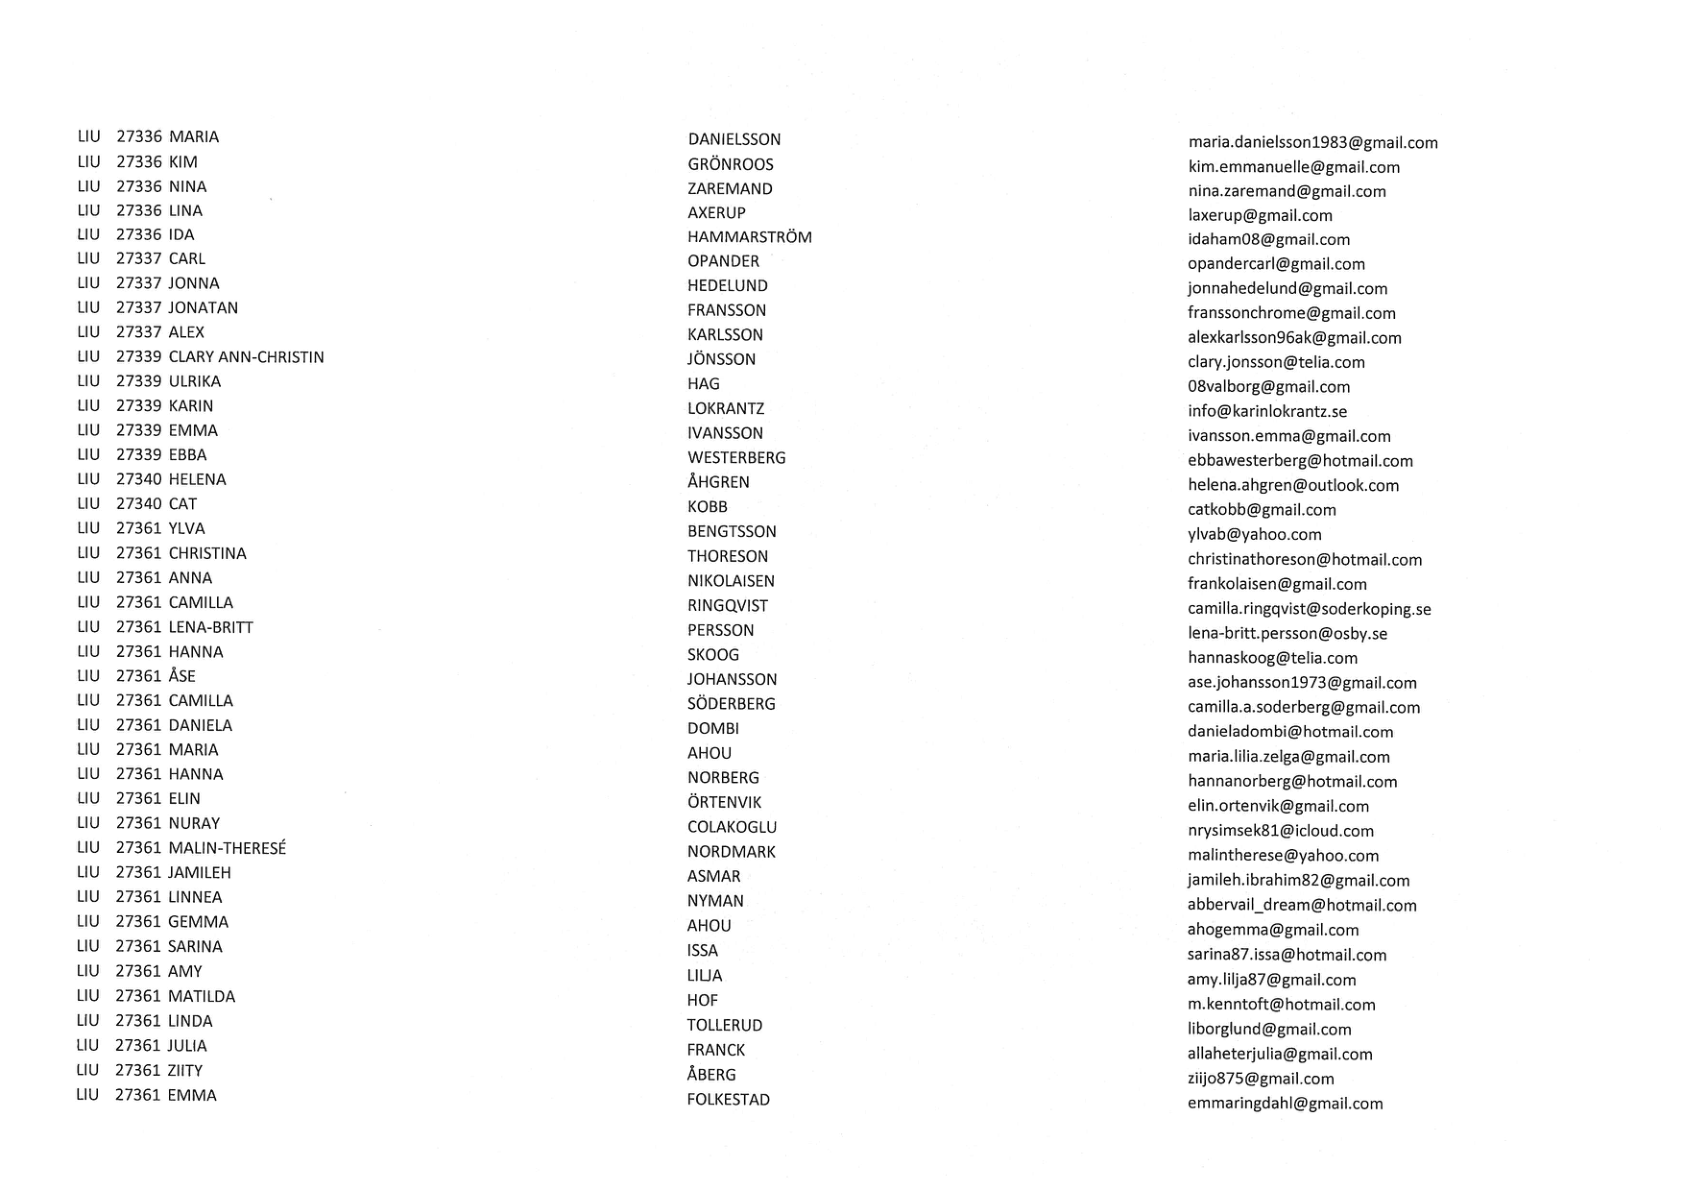 LIU 27336 MARIA DANIELSSON maria.danielsson1983@gmail.com
LIU 27336 KIM GRÖNROOS kim.emmanuelle@gmail.com
LIU 27336 NINA ZAREMAND nina.zaremand@gmail.com
LIU 27336 LINA AXERUP laxerup@gmail.com
LIU 27336 IDA HAMMARSTRÖM idaham08@gmail.com
LIU 27337 CARL OPANDER opandercarl@gmail.com
LIU 27337 JONNA HEDELUND jonnahedelund@gmail.com
LIU 27337 JONATAN FRANSSON franssonchrome@gmail.com
LIU 27337 ALEX KARLSSON alexkarlsson96ak@gmail.com
LIU 27339 CLARY ANN-CHRISTIN JÖNSSON clary.jonsson@telia.com
LIU 27339 ULRIKA HAG 08valborg@gmail.com
LIU 27339 KARIN LOKRANTZ info@karinlokrantz.se
LIU 27339 EMMA IVANSSON ivansson.emma@gmail.com
LIU 27339 EBBA WESTERBERG ebbawesterberg@hotmail.com
LIU 27340 HELENA ÅHGREN helena.ahgren@outlook.com
LIU 27340 CAT KOBB catkobb@gmail.com
LIU 27361 YLVA BENGTSSON ylvab@yahoo.com
LIU 27361 CHRISTINA THORESON christinathoreson@hotmail.com
LIU 27361 ANNA NIKOLAISEN frankolaisen@gmail.com
LIU 27361 CAMILLA RINGQVIST camilla.ringqvist@soderkoping.se
LIU 27361 LENA-BRITT PERSSON lena-britt.persson@osby.se
LIU 27361 HANNA SKOOG hannaskoog@telia.com
LIU 27361 ÅSE JOHANSSON ase.johansson1973@gmail.com
LIU 27361 CAMILLA SÖDERBERG camilla.a.soderberg@gmail.com
LIU 27361 DANIELA DOMBI danieladombi@hotmail.com
LIU 27361 MARIA AHOU maria.lilia.zelga@gmail.com
LIU 27361 HANNA NORBERG hannanorberg@hotmail.com
LIU 27361 ELIN ÖRTENVIK elin.ortenvik@gmail.com
LIU 27361 NURAY COLAKOGLU nrysimsek81@icloud.com
LIU 27361 MALIN-THERESÉ NORDMARK malintherese@yahoo.com
LIU 27361 JAMILEH ASMAR jamileh.ibrahim82@gmail.com
LIU 27361 LINNEA NYMAN abbervail_dream@hotmail.com
LIU 27361 GEMMA AHOU ahogemma@gmail.com
LIU 27361 SARINA ISSA sarina87.issa@hotmail.com
LIU 27361 AMY LILJA amy.lilja87@gmail.com
LIU 27361 MATILDA HOF m.kenntoft@hotmail.com
LIU 27361 LINDA TOLLERUD liborglund@gmail.com
LIU 27361 JULIA FRANCK allaheterjulia@gmail.com
LIU 27361 ZIITY ÅBERG ziijo875@gmail.com
LIU 27361 EMMA FOLKESTAD emmaringdahl@gmail.com